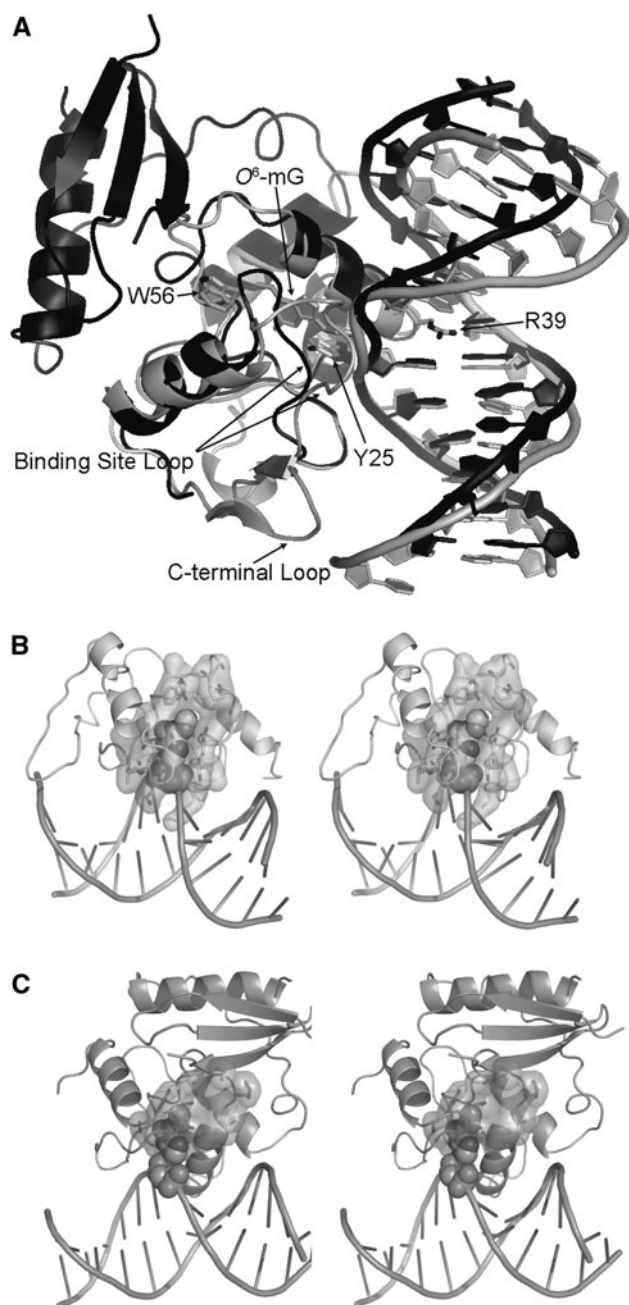 A
O⁶-mG
W56
R39
Binding Site Loop
Y25
C-terminal Loop
B
C